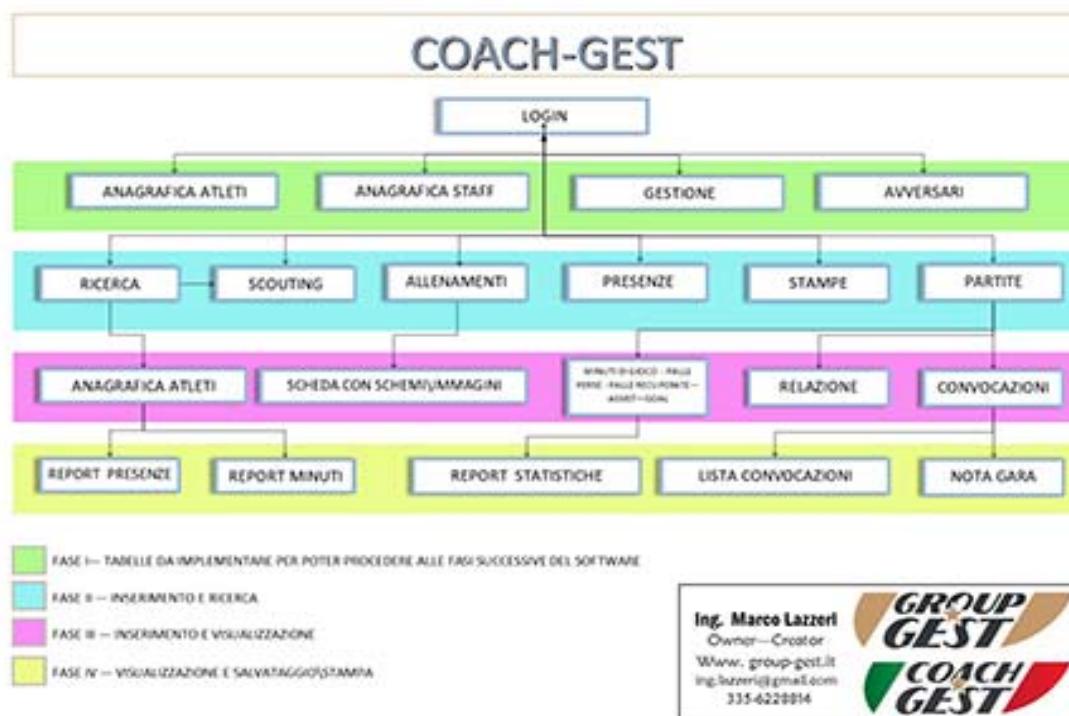 COACH-GEST
LOGIN
ANAGRAFICA ATLETI
ANAGRAFICA STAFF
GESTIONE
AVVERSARI
RICERCA
SCOUTING
ALLENAMENTI
PRESENZE
STAMPE
PARTITE
ANAGRAFICA ATLETI
SCHEDA CON SCHEMI\IMMAGINI
MINUTI DI GIOCO - PALLE
PERSE - PALLE RECUPERATE—
ASSIST—GOAL
RELAZIONE
CONVOCAZIONI
REPORT PRESENZE
REPORT MINUTI
REPORT STATISTICHE
LISTA CONVOCAZIONI
NOTA GARA
FASE I— TABELLE DA IMPLEMENTARE PER POTER PROCEDERE ALLE FASI SUCCESSIVE DEL SOFTWARE
FASE II — INSERIMENTO E RICERCA
FASE III — INSERIMENTO E VISUALIZZAZIONE
FASE IV — VISUALIZZAZIONE E SALVATAGGIO\STAMPA
Ing. Marco Lazzeri
Owner—Creator
Www. group-gest.it
ing.lazzeri@gmail.com
335-6228814
GROUP
GEST
COACH
GEST